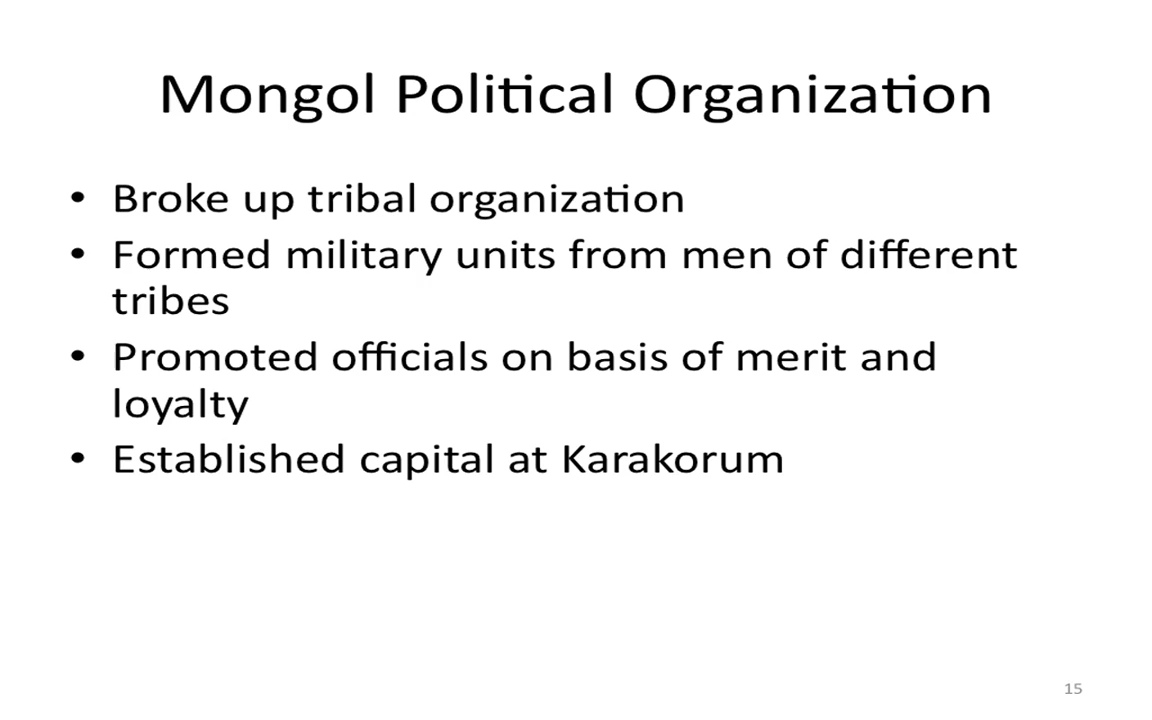 Mongol Political Organization
• Broke up tribal organization
• Formed military units from men of different
tribes
• Promoted officials on basis of merit and
loyalty
• Established capital at Karakorum
15